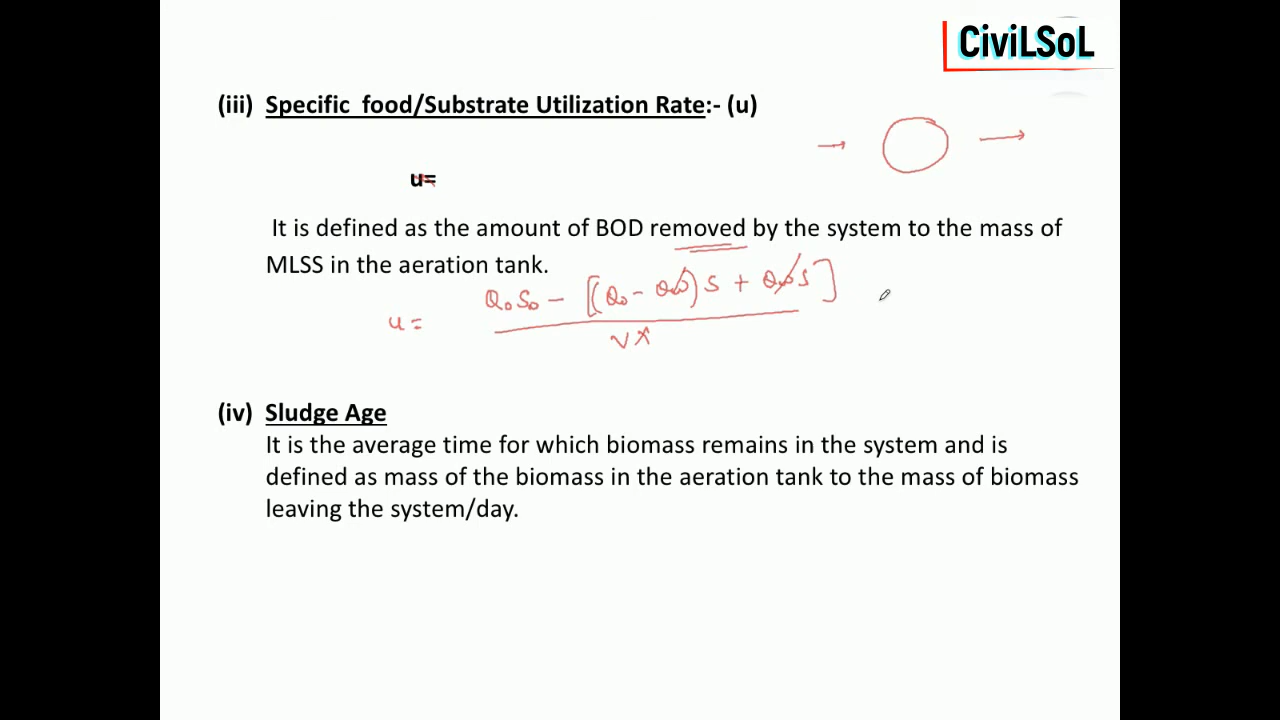 CiviLSoL
(iii) Specific food/Substrate Utilization Rate:- (u)
u=
It is defined as the amount of BOD removed by the system to the mass of
MLSS in the aeration tank.
Q₀S₀ - [(Q₀ - Qω)S + QωS]
u =
VX
(iv) Sludge Age
It is the average time for which biomass remains in the system and is
defined as mass of the biomass in the aeration tank to the mass of biomass
leaving the system/day.